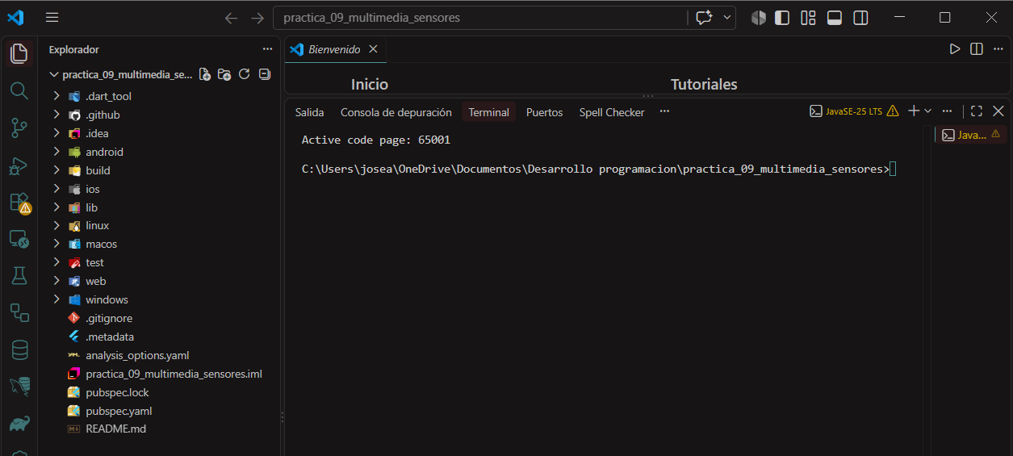 practica_09_multimedia_sensores
Explorador
practica_09_multimedia_se...
.dart_tool
.github
.idea
android
build
ios
lib
linux
macos
test
web
windows
.gitignore
.metadata
analysis_options.yaml
practica_09_multimedia_sensores.iml
pubspec.lock
pubspec.yaml
README.md
Bienvenido
Inicio
Tutoriales
Salida
Consola de depuración
Terminal
Puertos
Spell Checker
JavaSE-25 LTS
Active code page: 65001
C:\Users\josea\OneDrive\Documentos\Desarrollo programacion\practica_09_multimedia_sensores>
Java...